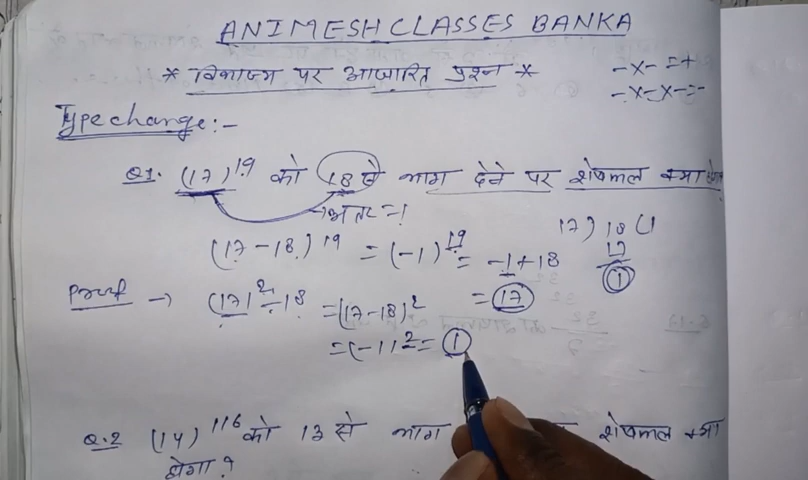 ANIMESH CLASSES BANKA
* विभाज्य पर आधारित प्रश्न *
-x- = +
-x-x- = -
Type change:-
Q1. (17)^19 को 18 से भाग देने पर शेषफल क्या होगा
→ अंतर = 1
(17-18)^19 = (-1)^19 = -1+18
= 17
17) 18 (1
17
1
Proof → (17)^2 ÷ 18 = (17-18)^2
= (-1)^2 = 1
Q.2 (14)^116 को 13 से भाग शेषफल क्या
होगा?